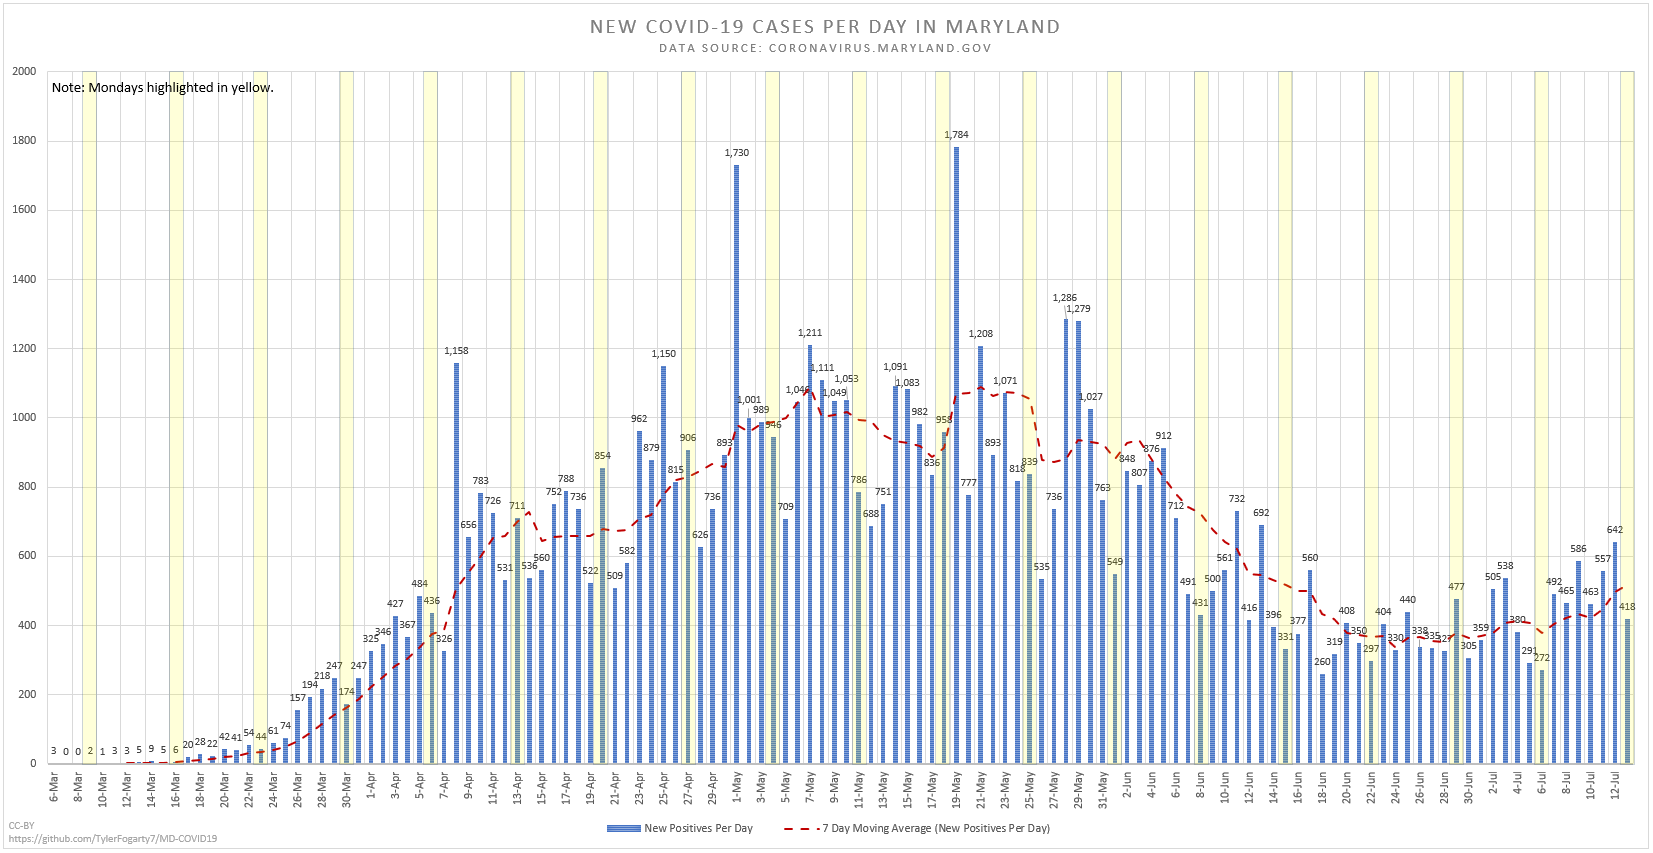 NEW COVID-19 CASES PER DAY IN MARYLAND
DATA SOURCE: CORONAVIRUS.MARYLAND.GOV
Note: Mondays highlighted in yellow.
2000
1800
1600
1400
1200
1000
800
600
400
200
0
3 0 0 2 1 3 3 5 9 5 6 20 28 22 42 41 54 44 61 74 157 194 218 247 174 247
325 346 427 367 484 436 326 1,158 656 783 726 531 711 536 560 752 788 736 522 854 509 582 962 879 1,150 815 906 626 736 893
1,730 1,001 989 946 709 1,046 1,211 1,111 1,049 1,053 786 688 751 1,091 1,083 982 836 958 1,784 777 1,208 893 1,071 818 839 535 736 1,286 1,279 1,027 763
549 848 807 876 912 712 491 431 500 561 732 416 692 396 331 377 560 260 319 408 350 297 404 330 440 338 335 327 477 305
359 505 538 380 291 272 492 465 586 463 557 642 418
6-Mar 8-Mar 10-Mar 12-Mar 14-Mar 16-Mar 18-Mar 20-Mar 22-Mar 24-Mar 26-Mar 28-Mar 30-Mar 1-Apr 3-Apr 5-Apr 7-Apr 9-Apr 11-Apr 13-Apr 15-Apr 17-Apr 19-Apr 21-Apr 23-Apr 25-Apr 27-Apr 29-Apr 1-May 3-May 5-May 7-May 9-May 11-May 13-May 15-May 17-May 19-May 21-May 23-May 25-May 27-May 29-May 31-May 2-Jun 4-Jun 6-Jun 8-Jun 10-Jun 12-Jun 14-Jun 16-Jun 18-Jun 20-Jun 22-Jun 24-Jun 26-Jun 28-Jun 30-Jun 2-Jul 4-Jul 6-Jul 8-Jul 10-Jul 12-Jul
New Positives Per Day
7 Day Moving Average (New Positives Per Day)
CC-BY
https://github.com/TylerFogarty7/MD-COVID19